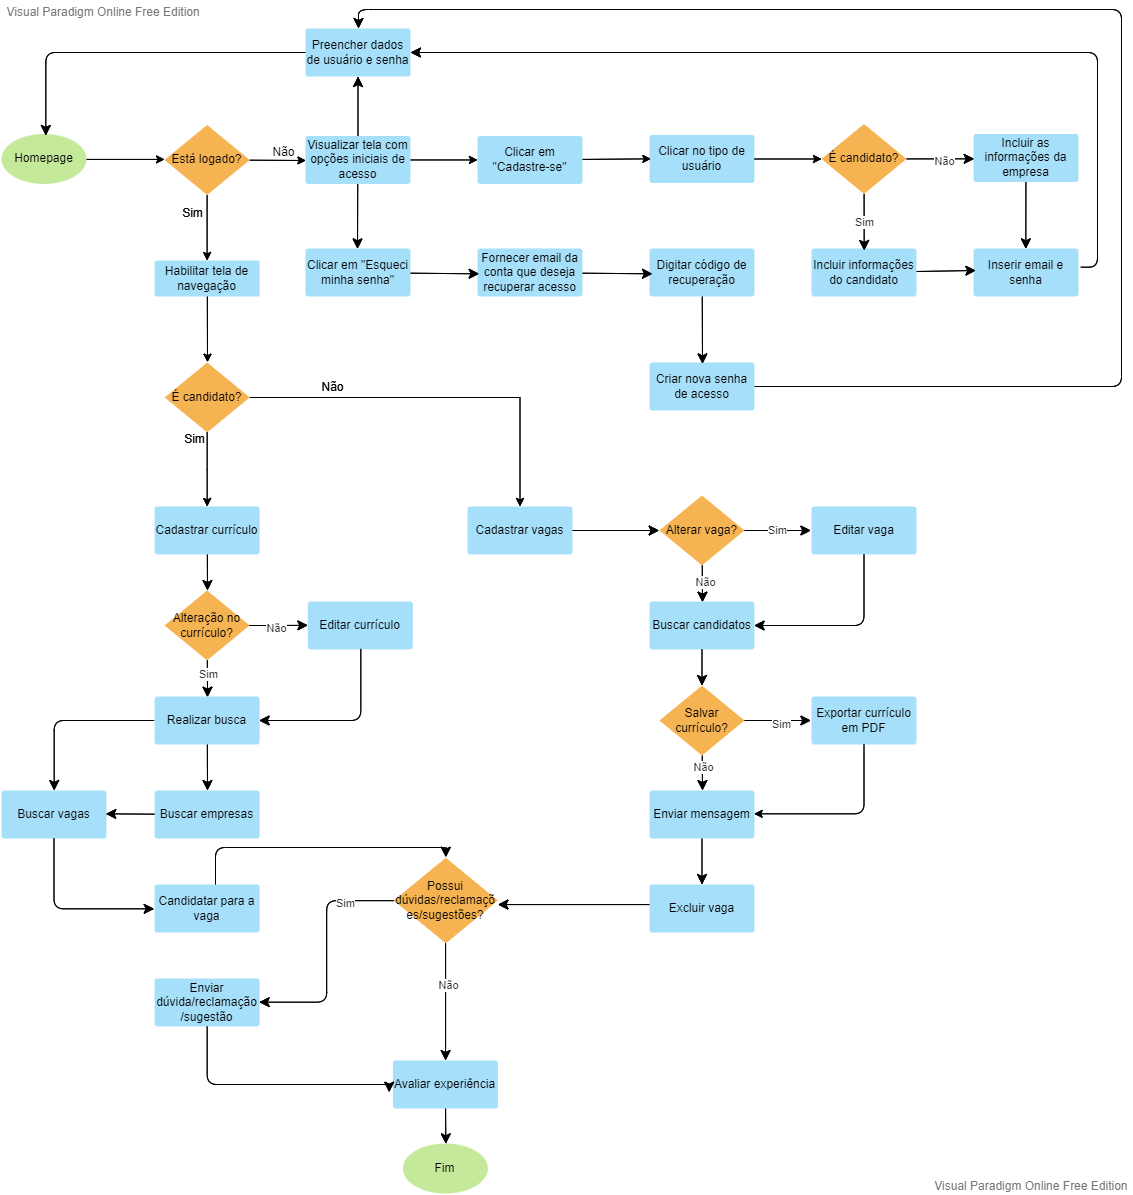 Visual Paradigm Online Free Edition
Preencher dados
de usuário e senha
Homepage
Está logado?
Não
Visualizar tela com
opções iniciais de
acesso
Clicar em
"Cadastre-se"
Clicar no tipo de
usuário
É candidato?
Não
Incluir as
informações da
empresa
Sim
Sim
Habilitar tela de
navegação
Clicar em "Esqueci
minha senha"
Fornecer email da
conta que deseja
recuperar acesso
Digitar código de
recuperação
Incluir informações
do candidato
Inserir email e
senha
Criar nova senha
de acesso
É candidato?
Não
Sim
Cadastrar currículo
Cadastrar vagas
Alterar vaga?
Sim
Editar vaga
Não
Alteração no
currículo?
Não
Editar currículo
Buscar candidatos
Sim
Realizar busca
Salvar
currículo?
Sim
Exportar currículo
em PDF
Não
Buscar vagas
Buscar empresas
Enviar mensagem
Candidatar para a
vaga
Possui
dúvidas/reclamaçõ
es/sugestões?
Sim
Excluir vaga
Não
Enviar
dúvida/reclamação
/sugestão
Avaliar experiência
Fim
Visual Paradigm Online Free Edition